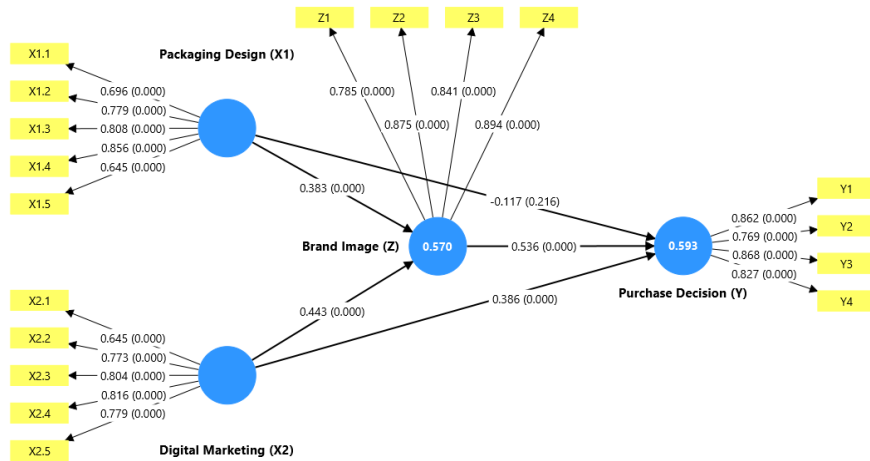 Z1
Z2
Z3
Z4
Packaging Design (X1)
X1.1
X1.2
X1.3
X1.4
X1.5
0.696 (0.000)
0.779 (0.000)
0.808 (0.000)
0.856 (0.000)
0.645 (0.000)
0.785 (0.000)
0.841 (0.000)
0.875 (0.000)
0.894 (0.000)
0.383 (0.000)
-0.117 (0.216)
Brand Image (Z)
0.570
0.536 (0.000)
0.593
Purchase Decision (Y)
0.862 (0.000)
0.769 (0.000)
0.868 (0.000)
0.827 (0.000)
Y1
Y2
Y3
Y4
0.443 (0.000)
0.386 (0.000)
X2.1
X2.2
X2.3
X2.4
X2.5
0.645 (0.000)
0.773 (0.000)
0.804 (0.000)
0.816 (0.000)
0.779 (0.000)
Digital Marketing (X2)